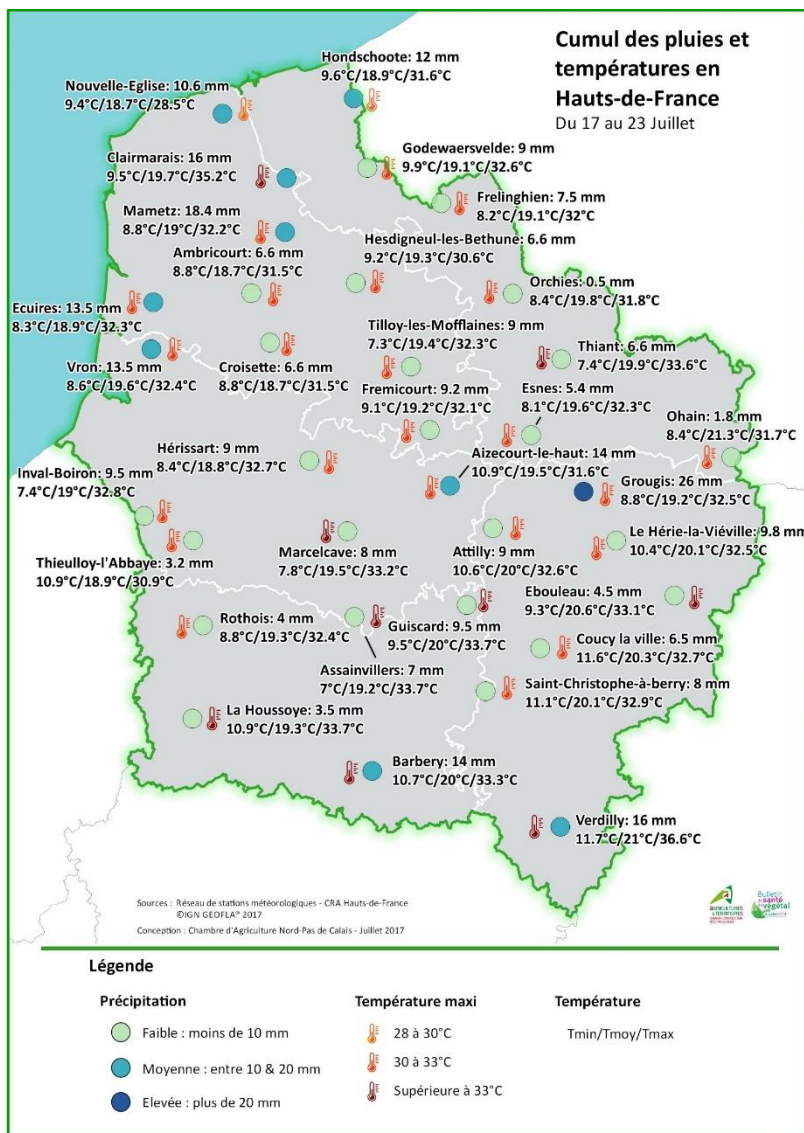 Cumul des pluies et
températures en
Hauts-de-France
Du 17 au 23 Juillet
Hondschoote: 12 mm
9.6°C/18.9°C/31.6°C
Nouvelle-Eglise: 10.6 mm
9.4°C/18.7°C/28.5°C
Godewaersvelde: 9 mm
9.9°C/19.1°C/32.6°C
Clairmarais: 16 mm
9.5°C/19.7°C/35.2°C
Frelinghien: 7.5 mm
8.2°C/19.1°C/32°C
Mametz: 18.4 mm
8.8°C/19°C/32.2°C
Hesdigneul-les-Bethune: 6.6 mm
9.2°C/19.3°C/30.6°C
Ambricourt: 6.6 mm
8.8°C/18.7°C/31.5°C
Orchies: 0.5 mm
8.4°C/19.8°C/31.8°C
Ecuires: 13.5 mm
8.3°C/18.9°C/32.3°C
Tilloy-les-Mofflaines: 9 mm
7.3°C/19.4°C/32.3°C
Thiant: 6.6 mm
7.4°C/19.9°C/33.6°C
Vron: 13.5 mm
8.6°C/19.6°C/32.4°C
Croisette: 6.6 mm
8.8°C/18.7°C/31.5°C
Fremicourt: 9.2 mm
9.1°C/19.2°C/32.1°C
Esnes: 5.4 mm
8.1°C/19.6°C/32.3°C
Ohain: 1.8 mm
8.4°C/21.3°C/31.7°C
Hérissart: 9 mm
8.4°C/18.8°C/32.7°C
Aizecourt-le-haut: 14 mm
10.9°C/19.5°C/31.6°C
Inval-Boiron: 9.5 mm
7.4°C/19°C/32.8°C
Grougis: 26 mm
8.8°C/19.2°C/32.5°C
Le Hérie-la-Viéville: 9.8 mm
10.4°C/20.1°C/32.5°C
Thieulloy-l'Abbaye: 3.2 mm
10.9°C/18.9°C/30.9°C
Marcelcave: 8 mm
7.8°C/19.5°C/33.2°C
Attilly: 9 mm
10.6°C/20°C/32.6°C
Ebouleau: 4.5 mm
9.3°C/20.6°C/33.1°C
Rothois: 4 mm
8.8°C/19.3°C/32.4°C
Guiscard: 9.5 mm
9.5°C/20°C/33.7°C
Coucy la ville: 6.5 mm
11.6°C/20.3°C/32.7°C
Assainvillers: 7 mm
7°C/19.2°C/33.7°C
Saint-Christophe-à-berry: 8 mm
11.1°C/20.1°C/32.9°C
La Houssoye: 3.5 mm
10.9°C/19.3°C/33.7°C
Barbery: 14 mm
10.7°C/20°C/33.3°C
Verdilly: 16 mm
11.7°C/21°C/36.6°C
Sources : Réseau de stations météorologiques - CRA Hauts-de-France
©IGN GEOFLA® 2017
Conception : Chambre d'Agriculture Nord-Pas de Calais - Juillet 2017
AGRICULTURES
& TERRITOIRES
Bulletin
santé
végétal
Légende
Précipitation
Faible : moins de 10 mm
Moyenne : entre 10 & 20 mm
Elevée : plus de 20 mm
Température maxi
28 à 30°C
30 à 33°C
Supérieure à 33°C
Température
Tmin/Tmoy/Tmax